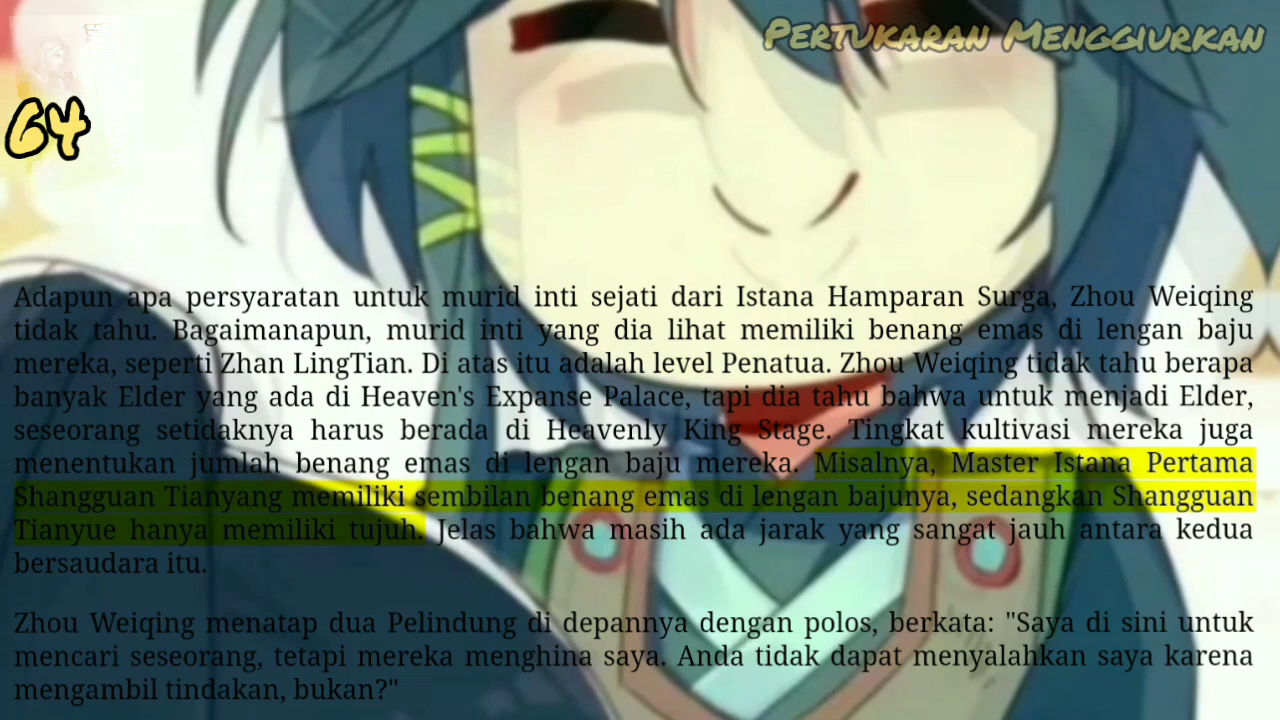 PERTUKARAN MENGGIURKAN
64
Adapun apa persyaratan untuk murid inti sejati dari Istana Hamparan Surga, Zhou Weiqing
tidak tahu. Bagaimanapun, murid inti yang dia lihat memiliki benang emas di lengan baju
mereka, seperti Zhan LingTian. Di atas itu adalah level Penatua. Zhou Weiqing tidak tahu berapa
banyak Elder yang ada di Heaven's Expanse Palace, tapi dia tahu bahwa untuk menjadi Elder,
seseorang setidaknya harus berada di Heavenly King Stage. Tingkat kultivasi mereka juga
menentukan jumlah benang emas di lengan baju mereka. Misalnya, Master Istana Pertama
Shangguan Tianyang memiliki sembilan benang emas di lengan bajunya, sedangkan Shangguan
Tianyue hanya memiliki tujuh. Jelas bahwa masih ada jarak yang sangat jauh antara kedua
bersaudara itu.
Zhou Weiqing menatap dua Pelindung di depannya dengan polos, berkata: "Saya di sini untuk
mencari seseorang, tetapi mereka menghina saya. Anda tidak dapat menyalahkan saya karena
mengambil tindakan, bukan?"